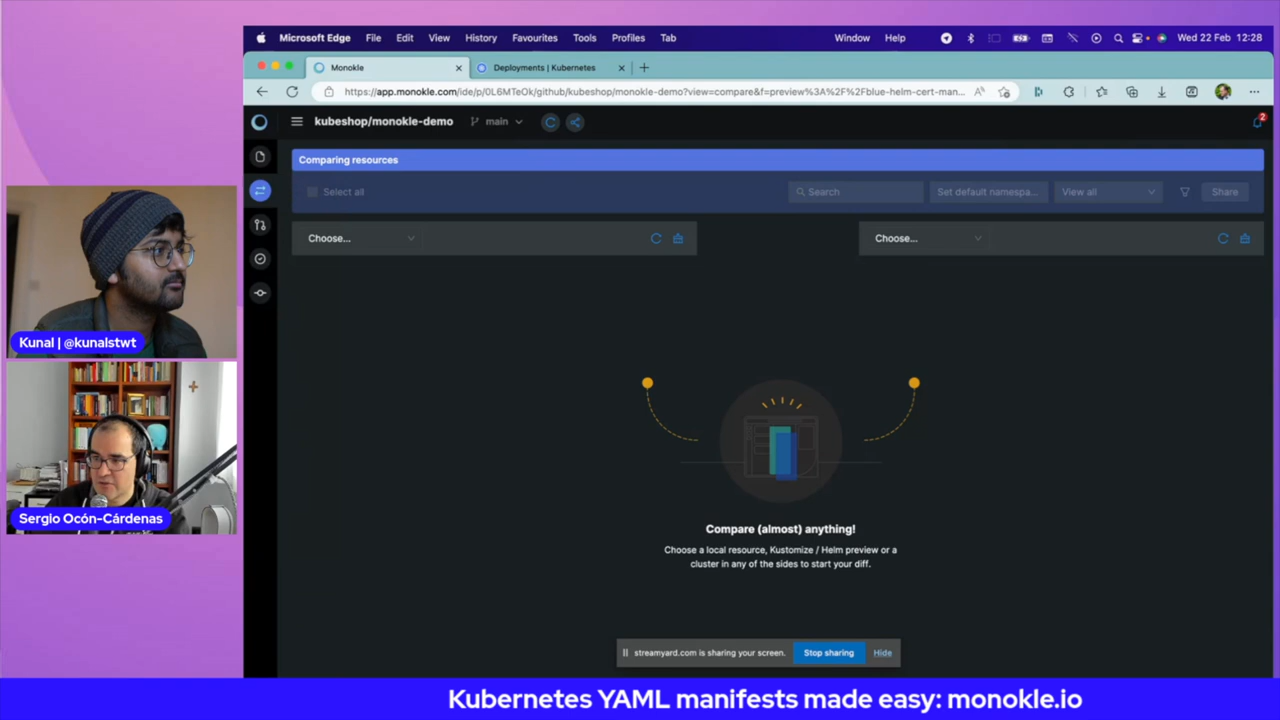 Microsoft Edge File Edit View History Favourites Tools Profiles Tab Window Help Wed 22 Feb 12:28
Monokle
Deployments | Kubernetes
https://app.monokle.com/ide/p/0L6MTeOk/github/kubeshop/monokle-demo?view=compare&f=preview%3A%2F%2Fblue-helm-cert-man...
kubeshop/monokle-demo main
2
Comparing resources
Select all
Search
Set default namespa...
View all
Share
Choose...
Choose...
Compare (almost) anything!
Choose a local resource, Kustomize / Helm preview or a
cluster in any of the sides to start your diff.
streamyard.com is sharing your screen. Stop sharing Hide
Kunal | @kunalstwt
Sergio Ocón-Cárdenas
Kubernetes YAML manifests made easy: monokle.io